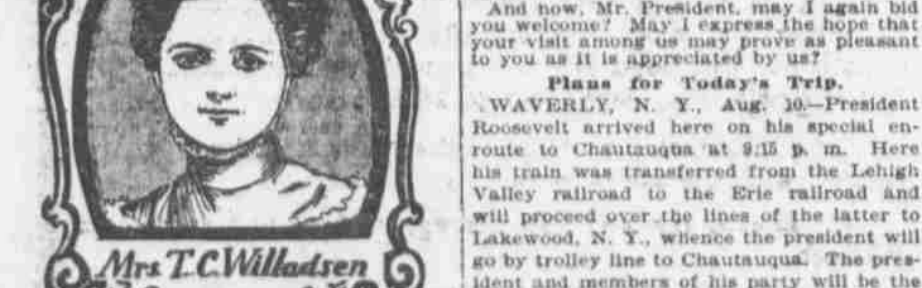 Mrs. T.C. Willadsen
And now, Mr. President, may I again bid
you welcome? May I express the hope that
your visit among us may prove as pleasant
to you as it is appreciated by us?
Plans for Today's Trip.
WAVERLY, N. Y., Aug. 10.—President
Roosevelt arrived here on his special en-
route to Chautauqua at 9:15 p. m. Here
his train was transferred from the Lehigh
Valley railroad to the Erie railroad and
will proceed over the lines of the latter to
Lakewood, N. Y., whence the president will
go by trolley line to Chautauqua. The pres-
ident and members of his party will be the